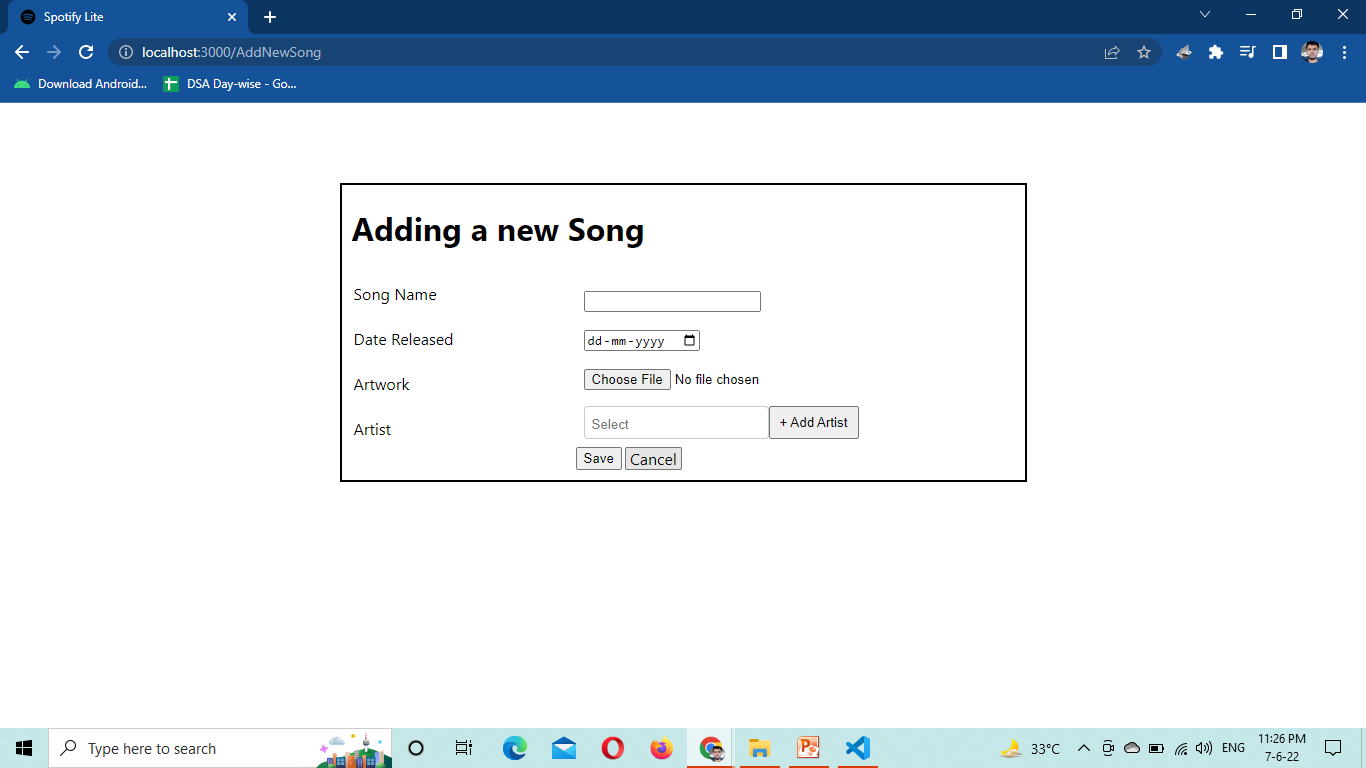 Spotify Lite
localhost:3000/AddNewSong
Download Android...
DSA Day-wise - Go...
Adding a new Song
Song Name
Date Released
dd-mm-yyyy
Artwork
Choose File No file chosen
Artist
Select
+ Add Artist
Save
Cancel
Type here to search
33°C
ENG
11:26 PM
7-6-22